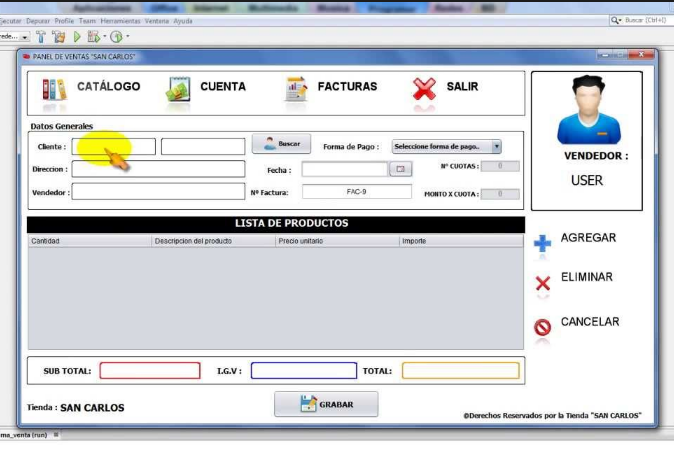 Aplicaciones Office Internet Multimedia Musica Programar Redes BD
Ejecutar Depurar Profile Team Herramientas Ventana Ayuda
Buscar (Ctrl+I)
PANEL DE VENTAS "SAN CARLOS"
CATÁLOGO CUENTA FACTURAS SALIR
Datos Generales
Cliente : Buscar Forma de Pago : Seleccione forma de pago..
Direccion : Fecha : N° CUOTAS : 0
Vendedor : Nº Factura: FAC-9 MONTO X CUOTA : 0
VENDEDOR :
USER
LISTA DE PRODUCTOS
Cantidad Descripcion del producto Precio unitario Importe
AGREGAR
ELIMINAR
CANCELAR
SUB TOTAL: I.G.V : TOTAL:
Tienda : SAN CARLOS
GRABAR
©Derechos Reservados por la Tienda "SAN CARLOS"
ma_venta (run)